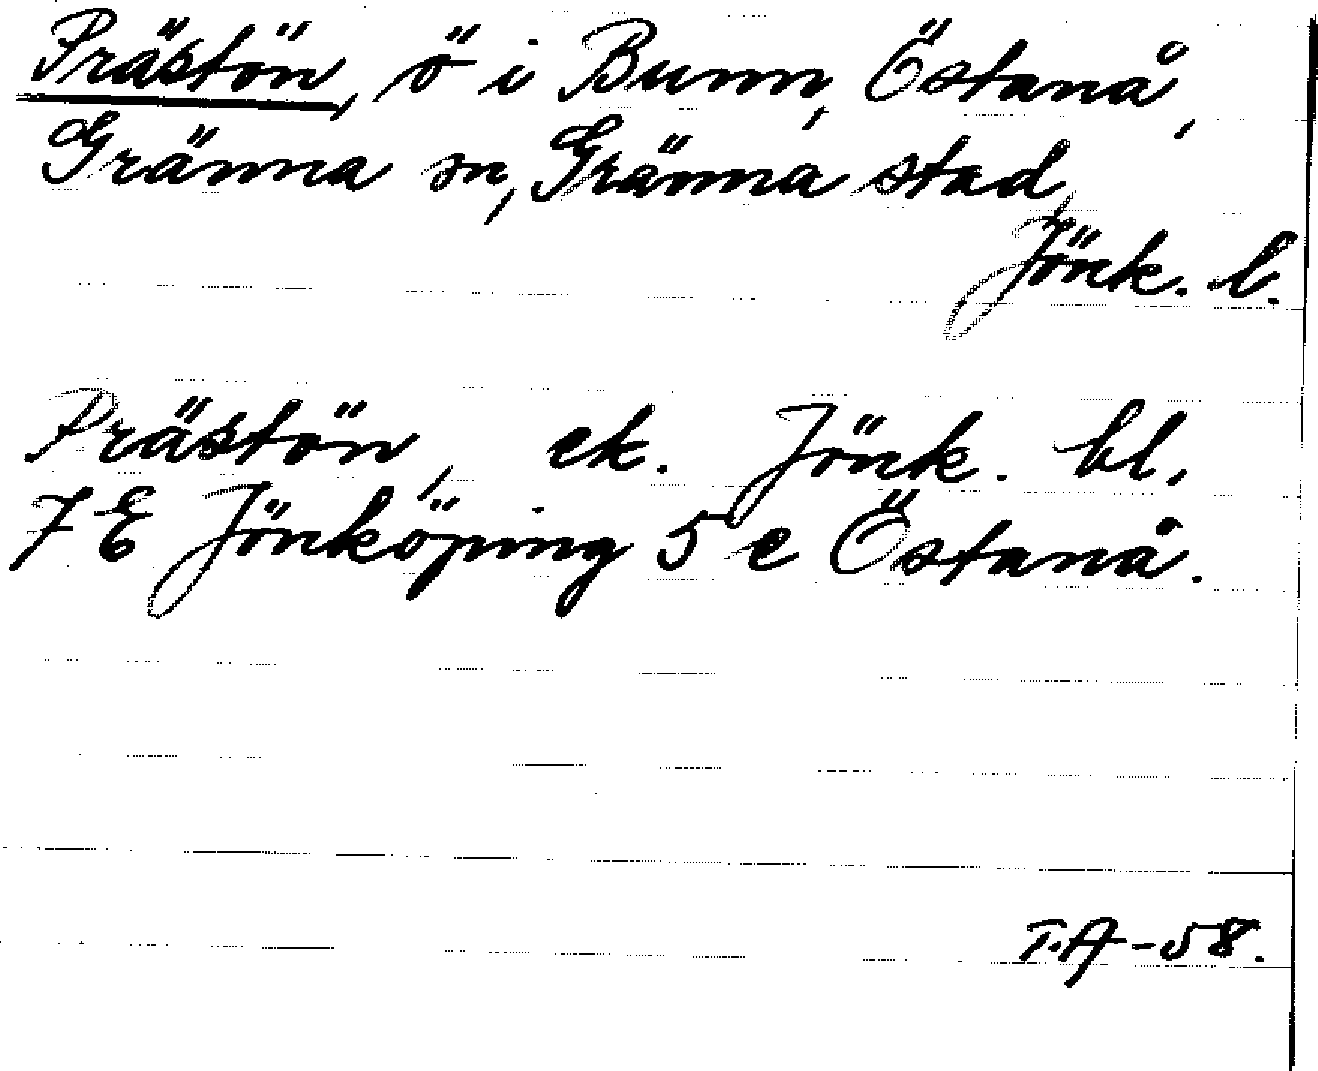 Prästön, ö i Bunn, Östanå,
Gränna sn, Gränna stad,
Jönk. l.
Prästön, ek. Jönk. bl.
7 E Jönköping 5 e Östanå.
T.A-58.